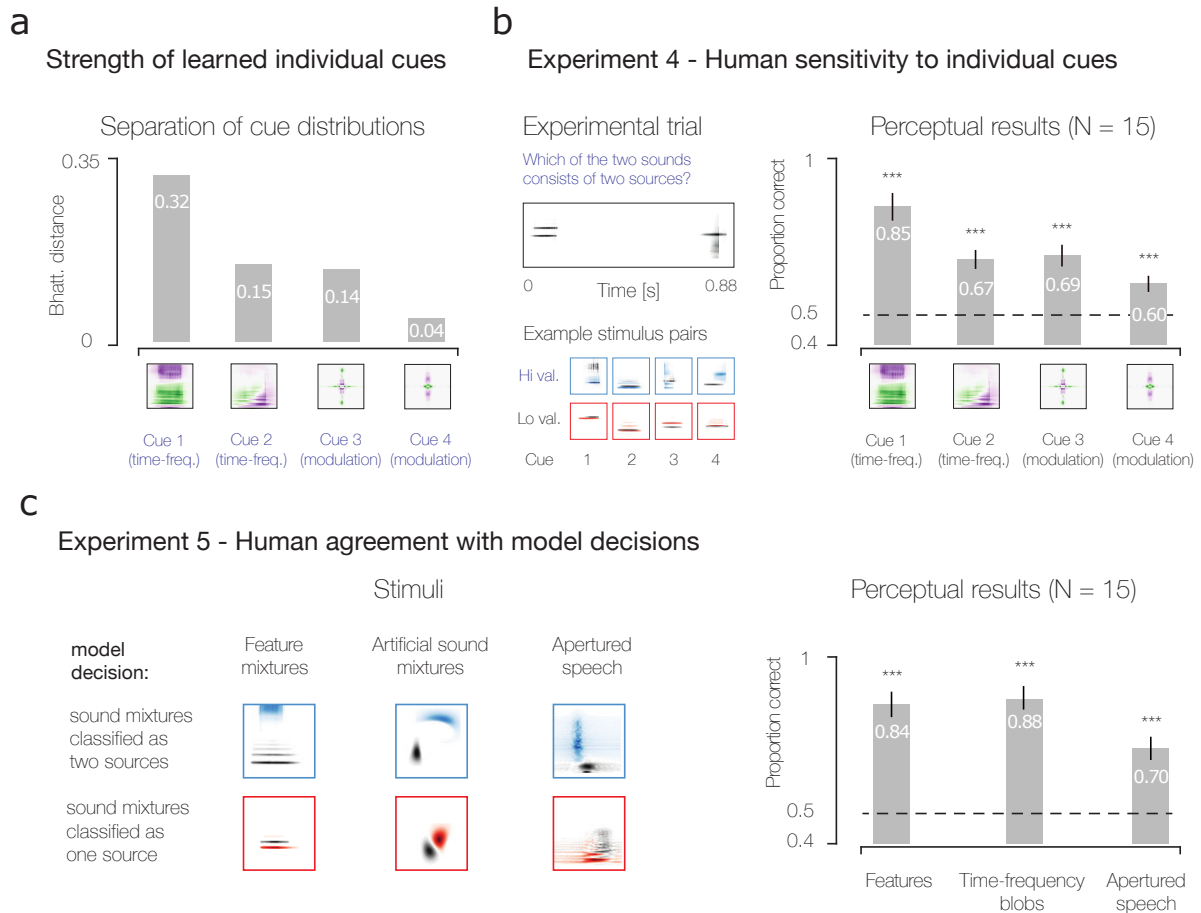 a
Strength of learned individual cues
Separation of cue distributions
0.35
Bhatt. distance
0
0.32
0.15
0.14
0.04
Cue 1
(time-freq.)
Cue 2
(time-freq.)
Cue 3
(modulation)
Cue 4
(modulation)
b
Experiment 4 - Human sensitivity to individual cues
Experimental trial
Which of the two sounds
consists of two sources?
0
Time [s]
0.88
Example stimulus pairs
Hi val.
Lo val.
Cue 1 2 3 4
Perceptual results (N = 15)
1
Proportion correct
0.5
0.4
***
0.85
***
0.67
***
0.69
***
0.60
Cue 1
(time-freq.)
Cue 2
(time-freq.)
Cue 3
(modulation)
Cue 4
(modulation)
c
Experiment 5 - Human agreement with model decisions
Stimuli
model
decision:
Feature
mixtures
Artificial sound
mixtures
Apertured
speech
sound mixtures
classified as
two sources
sound mixtures
classified as
one source
Perceptual results (N = 15)
1
Proportion correct
0.5
0.4
***
0.84
***
0.88
***
0.70
Features
Time-frequency
blobs
Apertured
speech